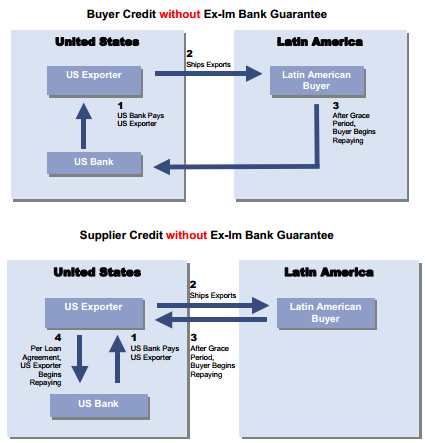 Buyer Credit without Ex-Im Bank Guarantee
United States
Latin America
2
Ships Exports
US Exporter
Latin American
Buyer
1
US Bank Pays
US Exporter
3
After Grace
Period,
Buyer Begins
Repaying
US Bank
Supplier Credit without Ex-Im Bank Guarantee
United States
Latin America
2
Ships Exports
US Exporter
Latin American
Buyer
4
Per Loan
Agreement,
US Exporter
Begins
Repaying
1
US Bank Pays
US Exporter
3
After Grace
Period,
Buyer Begins
Repaying
US Bank